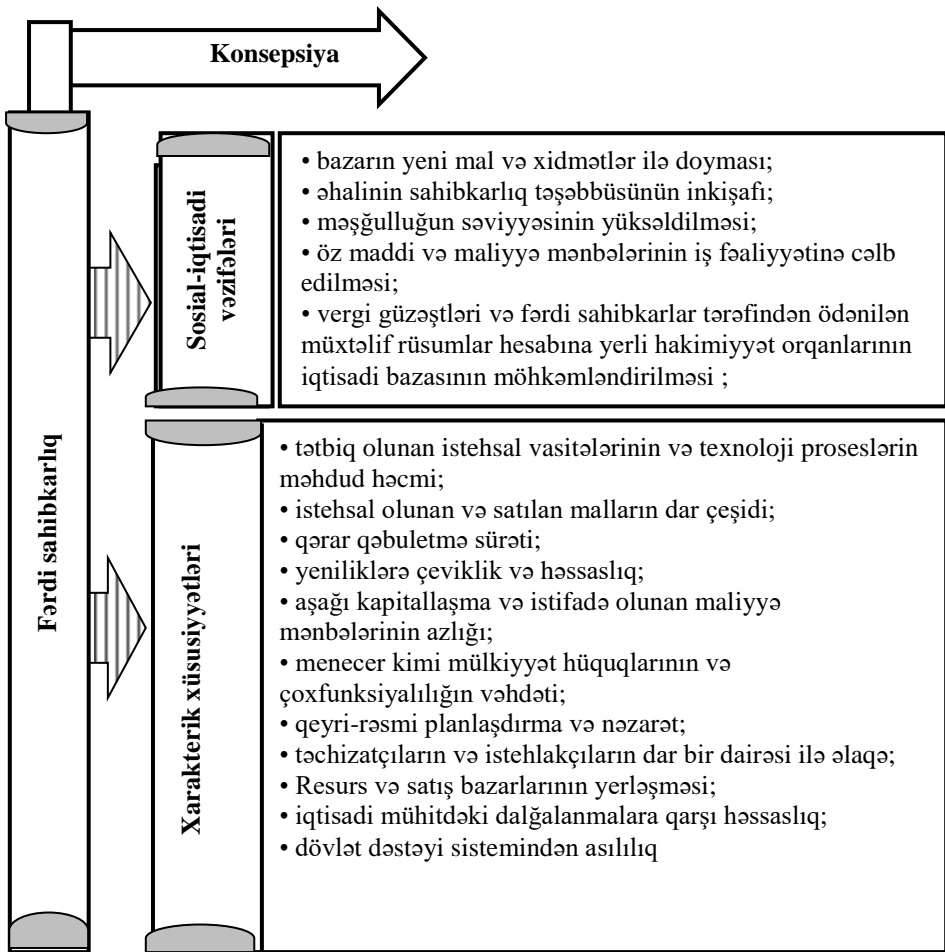 Konsepsiya
Fərdi sahibkarlıq
Sosial-iqtisadi
vəzifələri
• bazarın yeni mal və xidmətlər ilə doyması;
• əhalinin sahibkarlıq təşəbbüsünün inkişafı;
• məşğulluğun səviyyəsinin yüksəldilməsi;
• öz maddi və maliyyə mənbələrinin iş fəaliyyətinə cəlb
edilməsi;
• vergi güzəştləri və fərdi sahibkarlar tərəfindən ödənilən
müxtəlif rüsumlar hesabına yerli hakimiyyət orqanlarının
iqtisadi bazasının möhkəmləndirilməsi ;
Xarakterik xüsusiyyətləri
• tətbiq olunan istehsal vasitələrinin və texnoloji proseslərin
məhdud həcmi;
• istehsal olunan və satılan malların dar çeşidi;
• qərar qəbuletmə sürəti;
• yeniliklərə çeviklik və həssaslıq;
• aşağı kapitallaşma və istifadə olunan maliyyə
mənbələrinin azlığı;
• menecer kimi mülkiyyət hüquqlarının və
çoxfunksiyalılığın vəhdəti;
• qeyri-rəsmi planlaşdırma və nəzarət;
• təchizatçıların və istehlakçıların dar bir dairəsi ilə əlaqə;
• Resurs və satış bazarlarının yerləşməsi;
• iqtisadi mühitdəki dalğalanmalara qarşı həssaslıq;
• dövlət dəstəyi sistemindən asılılıq